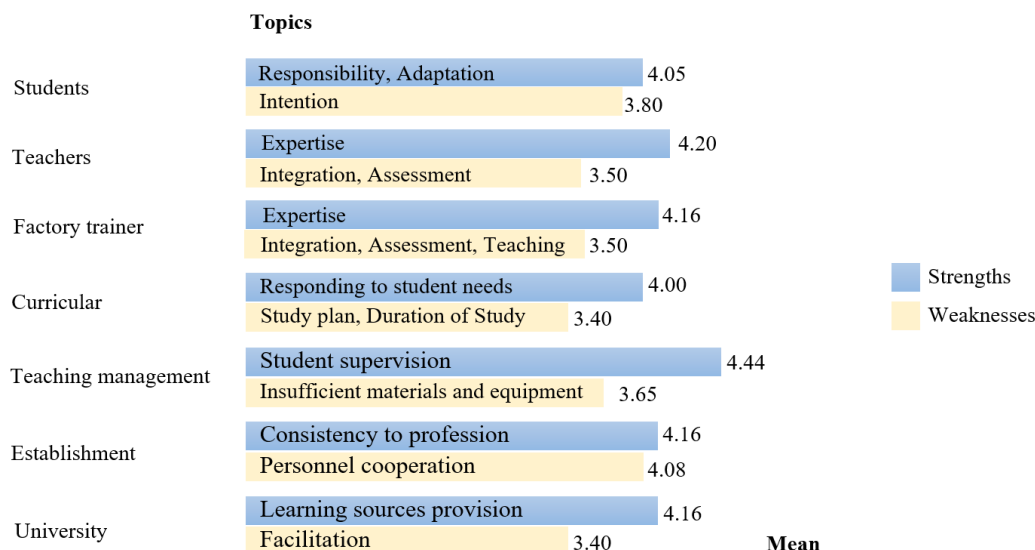 Topics
Students
Responsibility, Adaptation 4.05
Intention 3.80
Teachers
Expertise 4.20
Integration, Assessment 3.50
Factory trainer
Expertise 4.16
Integration, Assessment, Teaching 3.50
Curricular
Responding to student needs 4.00
Study plan, Duration of Study 3.40
Strengths
Weaknesses
Teaching management
Student supervision 4.44
Insufficient materials and equipment 3.65
Establishment
Consistency to profession 4.16
Personnel cooperation 4.08
University
Learning sources provision 4.16
Facilitation 3.40
Mean